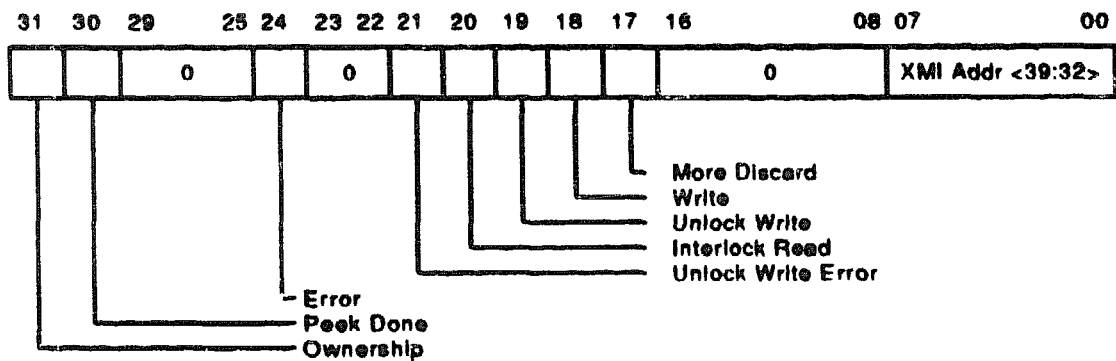 31 30 29 25 24 23 22 21 20 19 18 17 16 08 07 00
0 0 0 XMI Addr <39:32>
More Discard
Write
Unlock Write
Interlock Read
Unlock Write Error
Error
Peek Done
Ownership